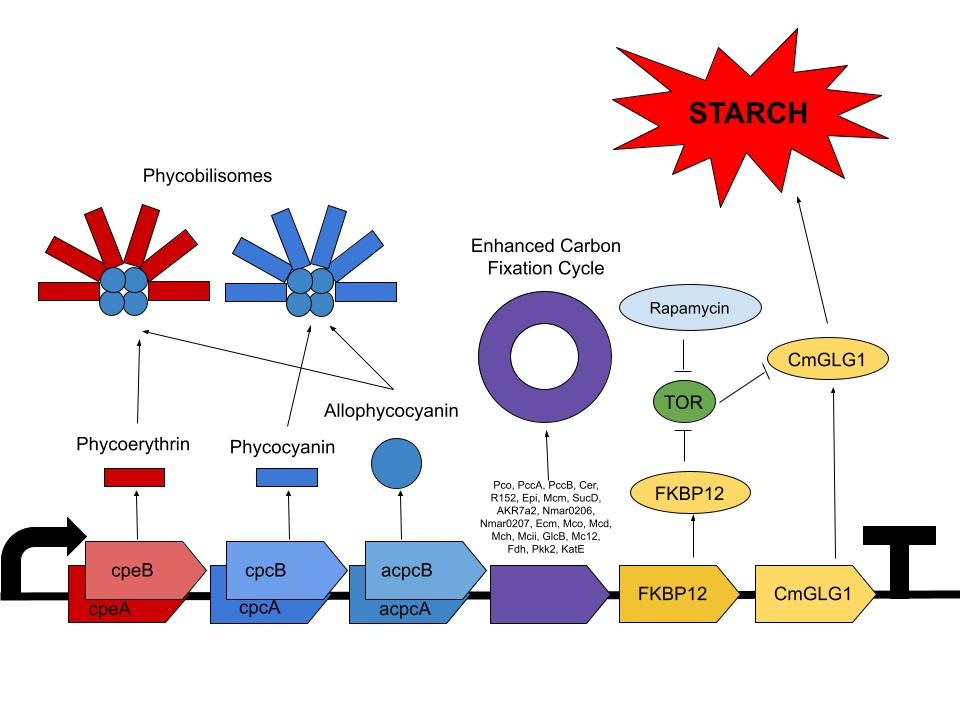 STARCH
Phycobilisomes
Enhanced Carbon
Fixation Cycle
Rapamycin
CmGLG1
TOR
Allophycocyanin
Phycoerythrin
Phycocyanin
FKBP12
Pco, PccA, PccB, Cer,
R152, Epi, Mcm, SucD,
AKR7a2, Nmar0206,
Nmar0207, Ecm, Mco, Mcd,
Mch, Mcii, GlcB, Mc12,
Fdh, Pkk2, KatE
cpeB
cpeA
cpcB
cpcA
acpcB
acpcA
FKBP12
CmGLG1